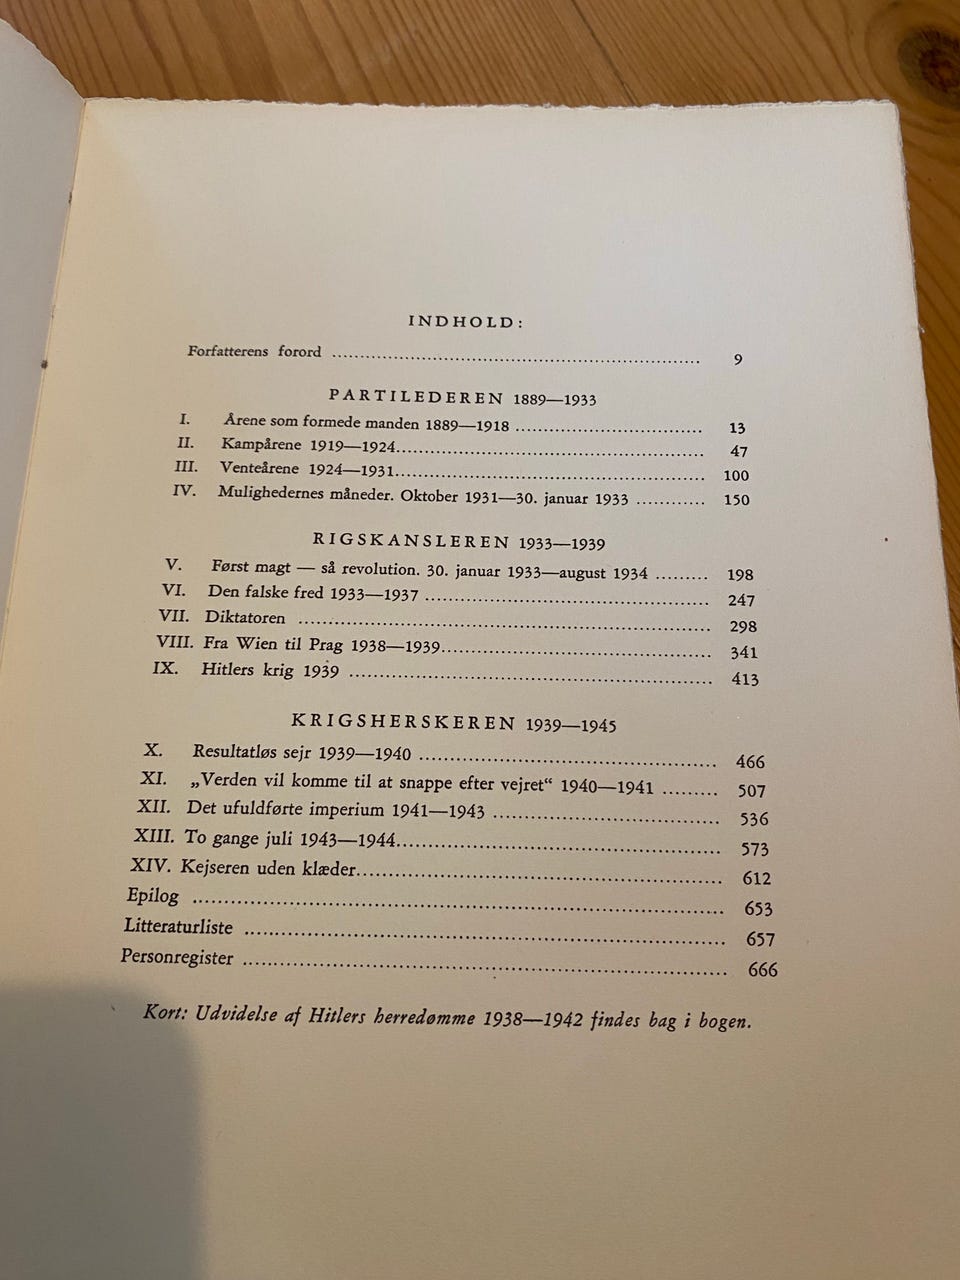 INDHOLD:
Forfatterens forord ........ 9
PARTILEDEREN 1889—1933
I. Årene som formede manden 1889—1918 ........ 13
II. Kampårene 1919—1924........ 47
III. Venteårene 1924—1931........ 100
IV. Mulighedernes måneder. Oktober 1931—30. januar 1933 ........ 150
RIGSKANSLEREN 1933—1939
V. Først magt — så revolution. 30. januar 1933—august 1934 ........ 198
VI. Den falske fred 1933—1937 ........ 247
VII. Diktatoren ........ 298
VIII. Fra Wien til Prag 1938—1939........ 341
IX. Hitlers krig 1939 ........ 413
KRIGSHERSKEREN 1939—1945
X. Resultatløs sejr 1939—1940 ........ 466
XI. „Verden vil komme til at snappe efter vejret“ 1940—1941 ........ 507
XII. Det ufuldførte imperium 1941—1943 ........ 536
XIII. To gange juli 1943—1944........ 573
XIV. Kejseren uden klæder........ 612
Epilog ........ 653
Litteraturliste ........ 657
Personregister ........ 666
Kort: Udvidelse af Hitlers herredømme 1938—1942 findes bag i bogen.